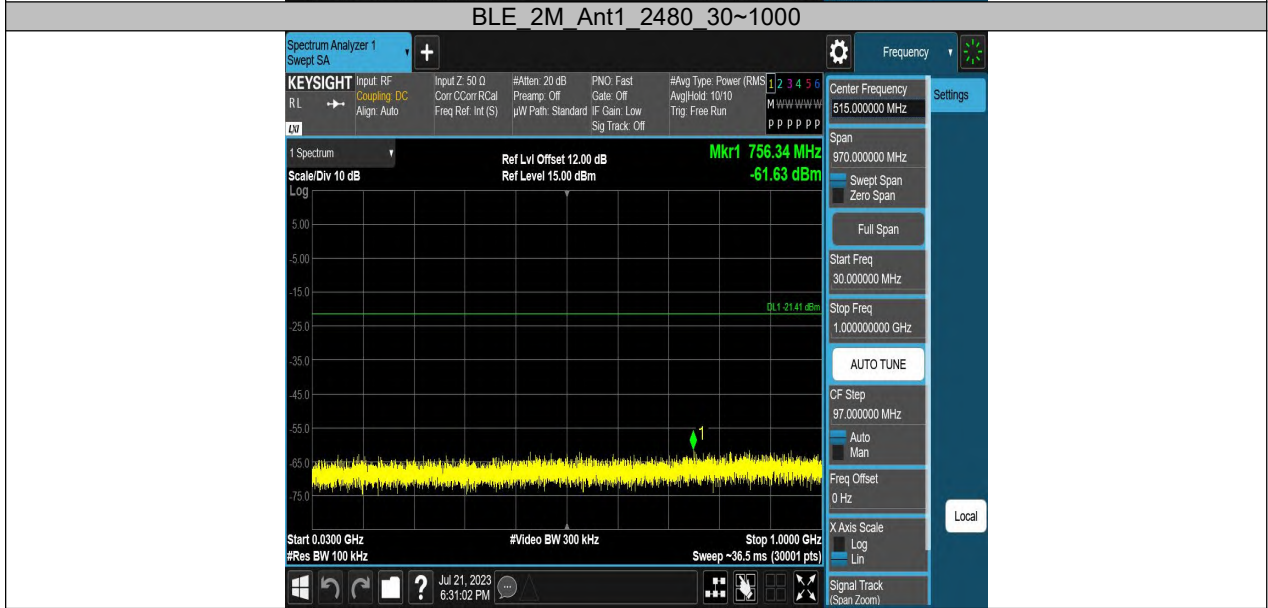 BLE_2M_Ant1_2480_30~1000
Spectrum Analyzer 1
Swept SA
+
Frequency
KEYSIGHT
RL
LXI
Input: RF
Coupling: DC
Align: Auto
Input Z: 50 Ω
Corr CCorr RCal
Freq Ref: Int (S)
#Atten: 20 dB
Preamp: Off
µW Path: Standard
PNO: Fast
Gate: Off
IF Gain: Low
Sig Track: Off
#Avg Type: Power (RMS
Avg|Hold: 10/10
Trig: Free Run
1 2 3 4 5 6
M W W W W W
P P P P P P
1 Spectrum
Scale/Div 10 dB
Ref Lvl Offset 12.00 dB
Ref Level 15.00 dBm
Mkr1 756.34 MHz
-61.63 dBm
Log
5.00
-5.00
-15.0
DL1 -21.41 dBm
-25.0
-35.0
-45.0
-55.0
1
-65.0
-75.0
Start 0.0300 GHz
#Res BW 100 kHz
#Video BW 300 kHz
Stop 1.0000 GHz
Sweep ~36.5 ms (30001 pts)
Center Frequency
515.000000 MHz
Settings
Span
970.000000 MHz
Swept Span
Zero Span
Full Span
Start Freq
30.000000 MHz
Stop Freq
1.000000000 GHz
AUTO TUNE
CF Step
97.000000 MHz
Auto
Man
Freq Offset
0 Hz
Local
X Axis Scale
Log
Lin
Signal Track
(Span Zoom)
?
Jul 21, 2023
6:31:02 PM